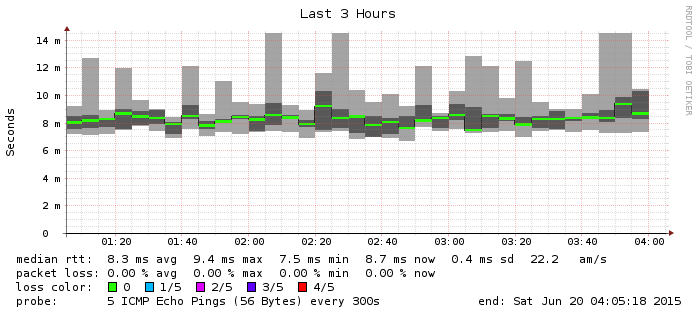 Last 3 Hours
RRDTOOL / TOBI OETIKER
Seconds
14 m
12 m
10 m
8 m
6 m
4 m
2 m
0
01:20 01:40 02:00 02:20 02:40 03:00 03:20 03:40 04:00
median rtt: 8.3 ms avg 9.4 ms max 7.5 ms min 8.7 ms now 0.4 ms sd 22.2 am/s
packet loss: 0.00 % avg 0.00 % max 0.00 % min 0.00 % now
loss color: 0 1/5 2/5 3/5 4/5
probe: 5 ICMP Echo Pings (56 Bytes) every 300s end: Sat Jun 20 04:05:18 2015